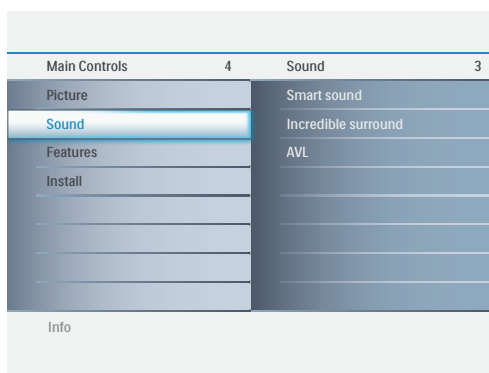 Main Controls 4 Sound 3
Picture Smart sound
Sound Incredible surround
Features AVL
Install
Info